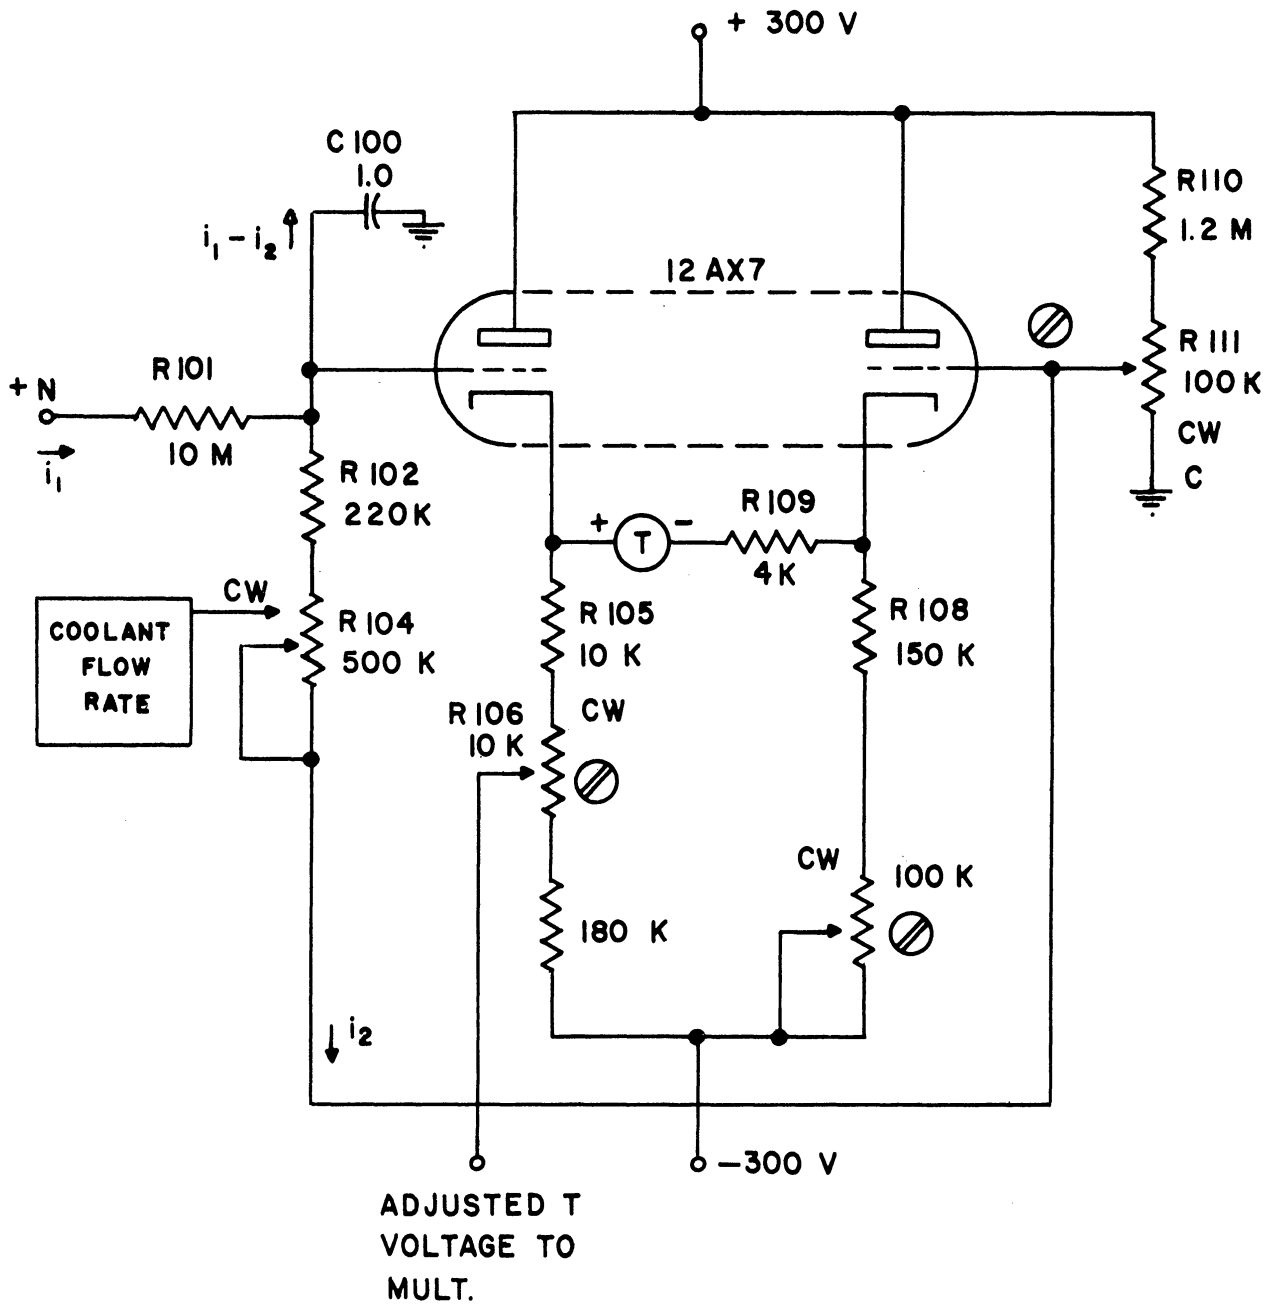 + 300 V
C100
1.0
R110
1.2 M
i₁ - i₂
12 AX7
R 111
100 K
CW
C
R 101
+ N
10 M
i₁
R 102
220K
R 109
+
T
-
4 K
CW
R 104
500 K
COOLANT
FLOW
RATE
R 105
10 K
R 108
150 K
R 106
10 K
CW
CW
100 K
180 K
i₂
-300 V
ADJUSTED T
VOLTAGE TO
MULT.